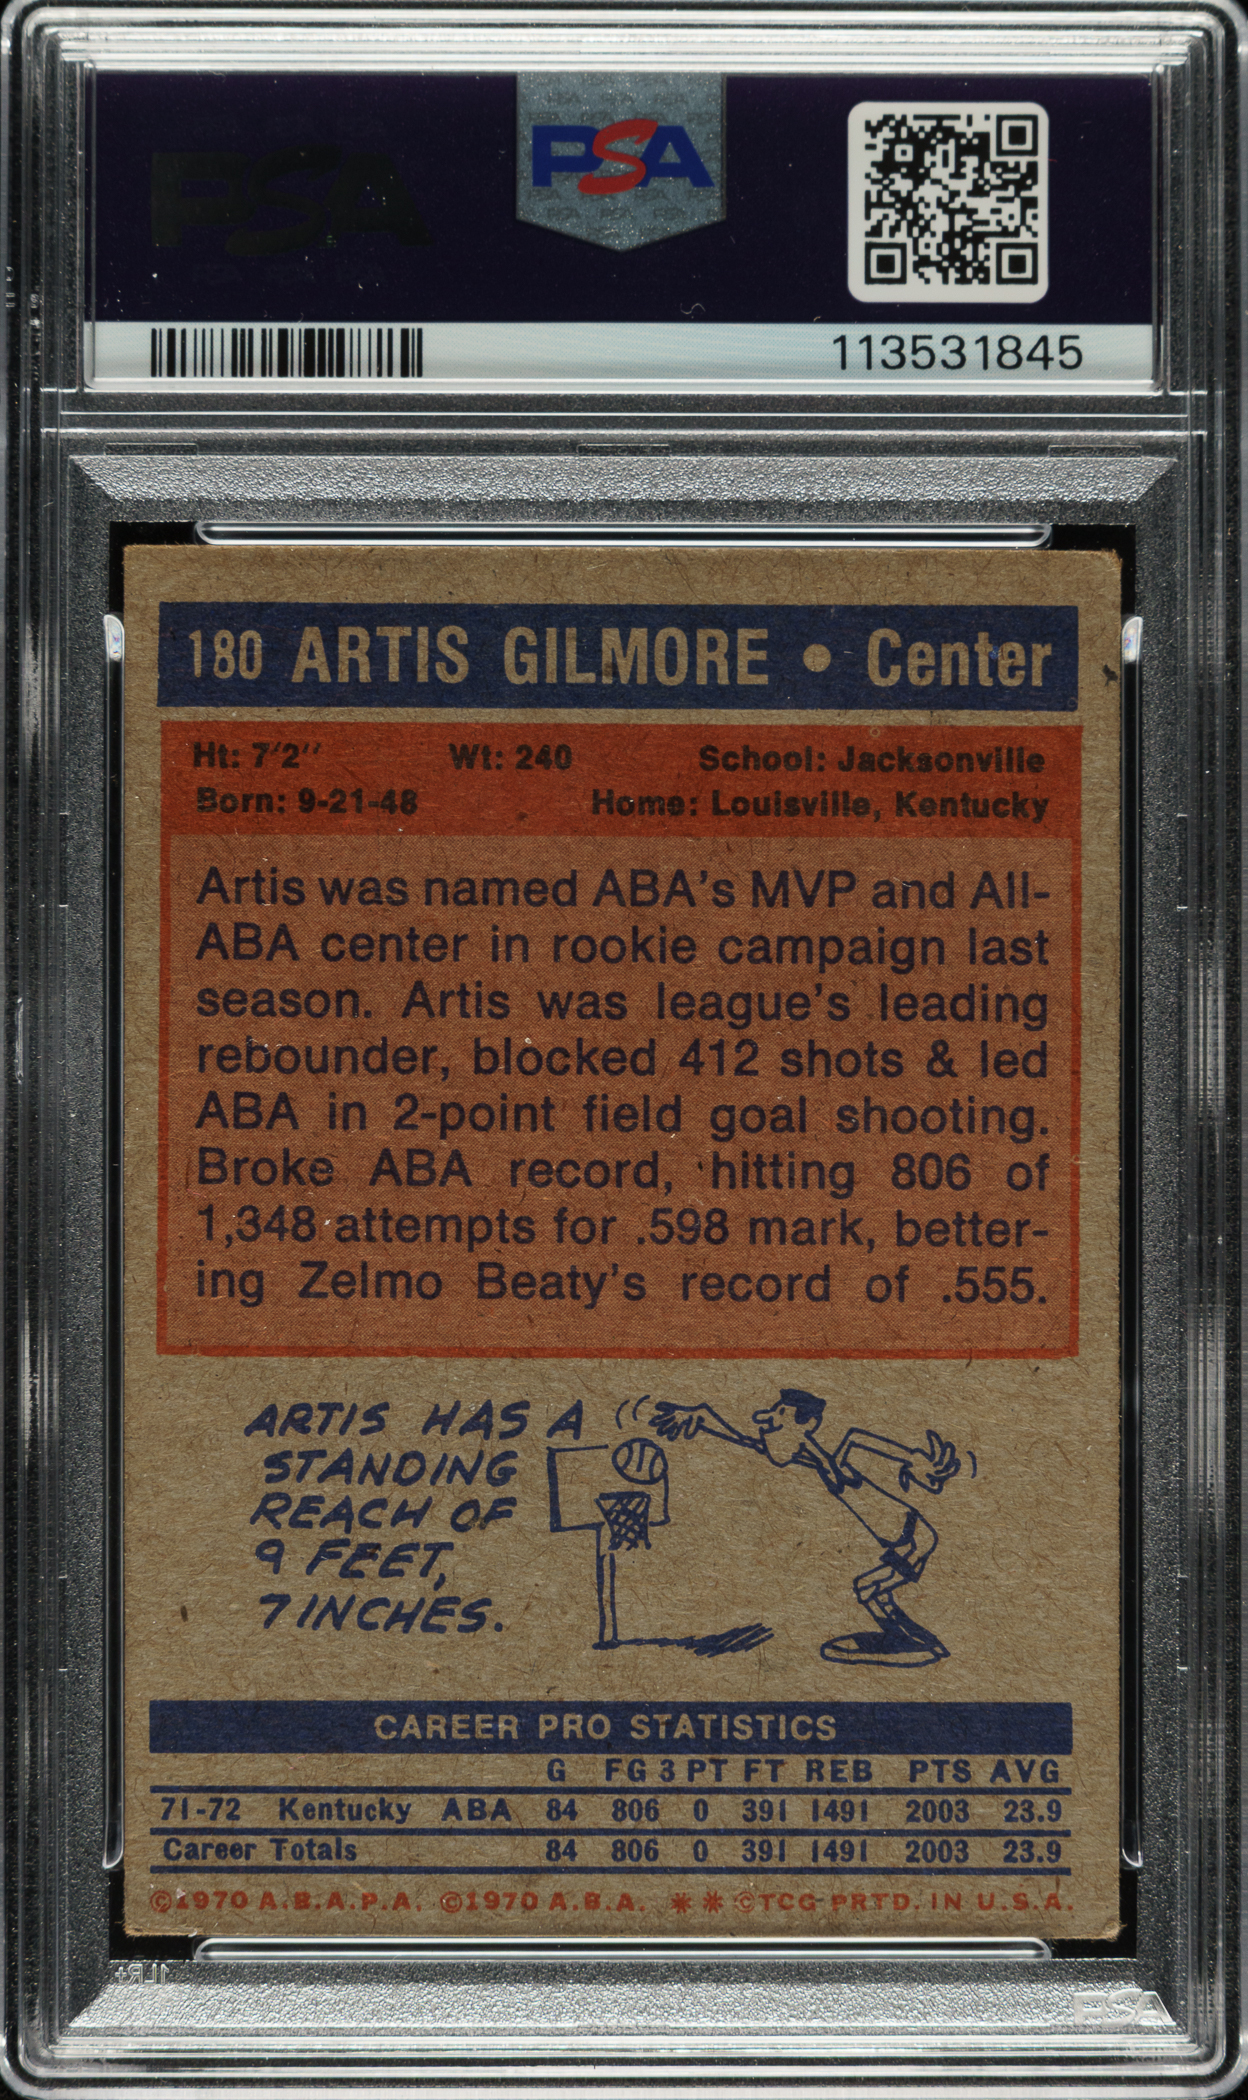 PSA
PSA
113531845
180 ARTIS GILMORE • Center
Ht: 7'2" Wt: 240 School: Jacksonville
Born: 9-21-48 Home: Louisville, Kentucky
Artis was named ABA's MVP and All-
ABA center in rookie campaign last
season. Artis was league's leading
rebounder, blocked 412 shots & led
ABA in 2-point field goal shooting.
Broke ABA record, hitting 806 of
1,348 attempts for .598 mark, better-
ing Zelmo Beaty's record of .555.
ARTIS HAS A
STANDING
REACH OF
9 FEET,
7 INCHES.
CAREER PRO STATISTICS
G FG 3 PT FT REB PTS AVG
71-72 Kentucky ABA 84 806 0 391 1491 2003 23.9
Career Totals 84 806 0 391 1491 2003 23.9
©1970 A.B.A.P.A. ©1970 A.B.A. ** ©TCG PRTD. IN U.S.A.
1LR+
PSA